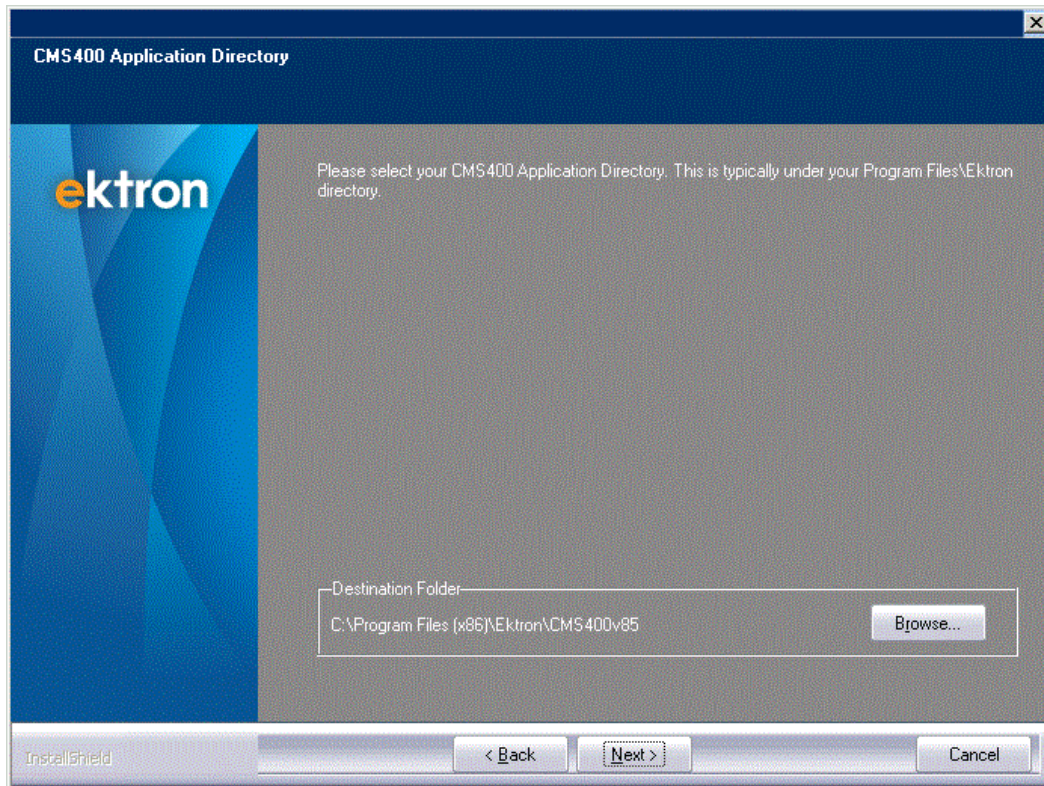 CMS400 Application Directory
ektron
Please select your CMS400 Application Directory. This is typically under your Program Files\Ektron
directory.
Destination Folder
C:\Program Files (x86)\Ektron\CMS400v85
Browse...
InstallShield
< Back
Next >
Cancel